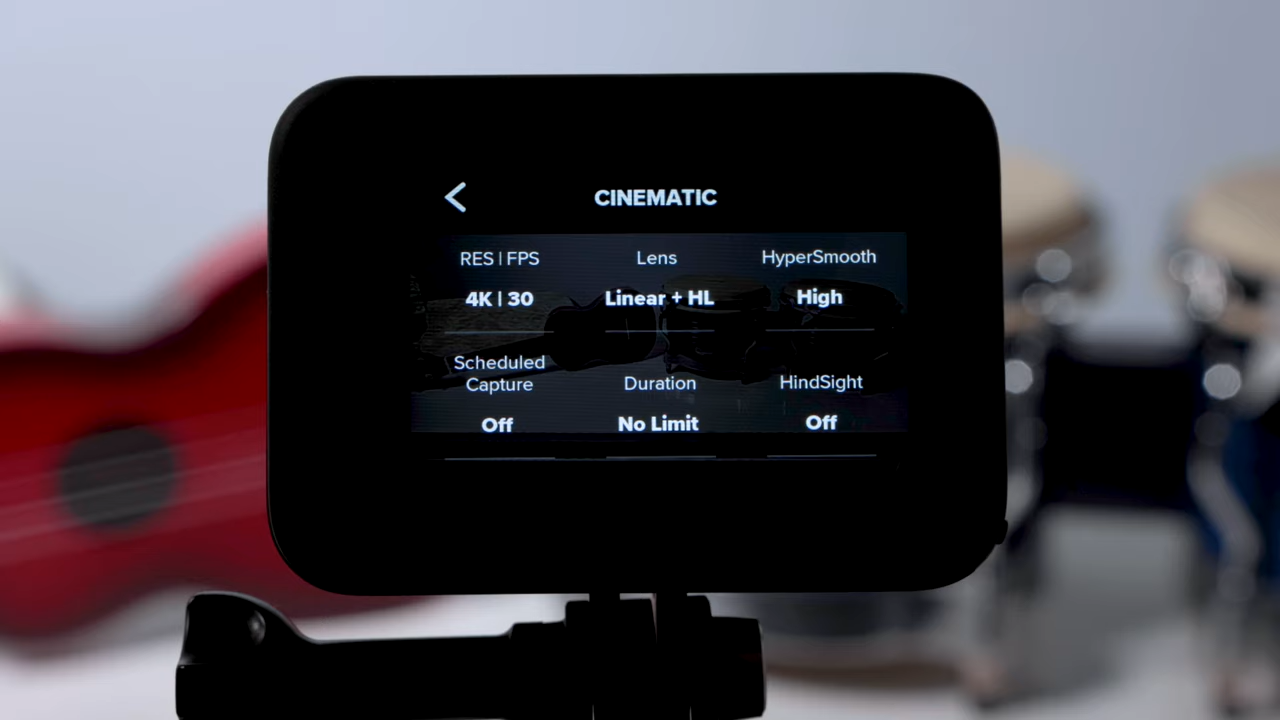 CINEMATIC
RES | FPS Lens HyperSmooth
4K | 30 Linear + HL High
Scheduled
Capture Duration HindSight
Off No Limit Off